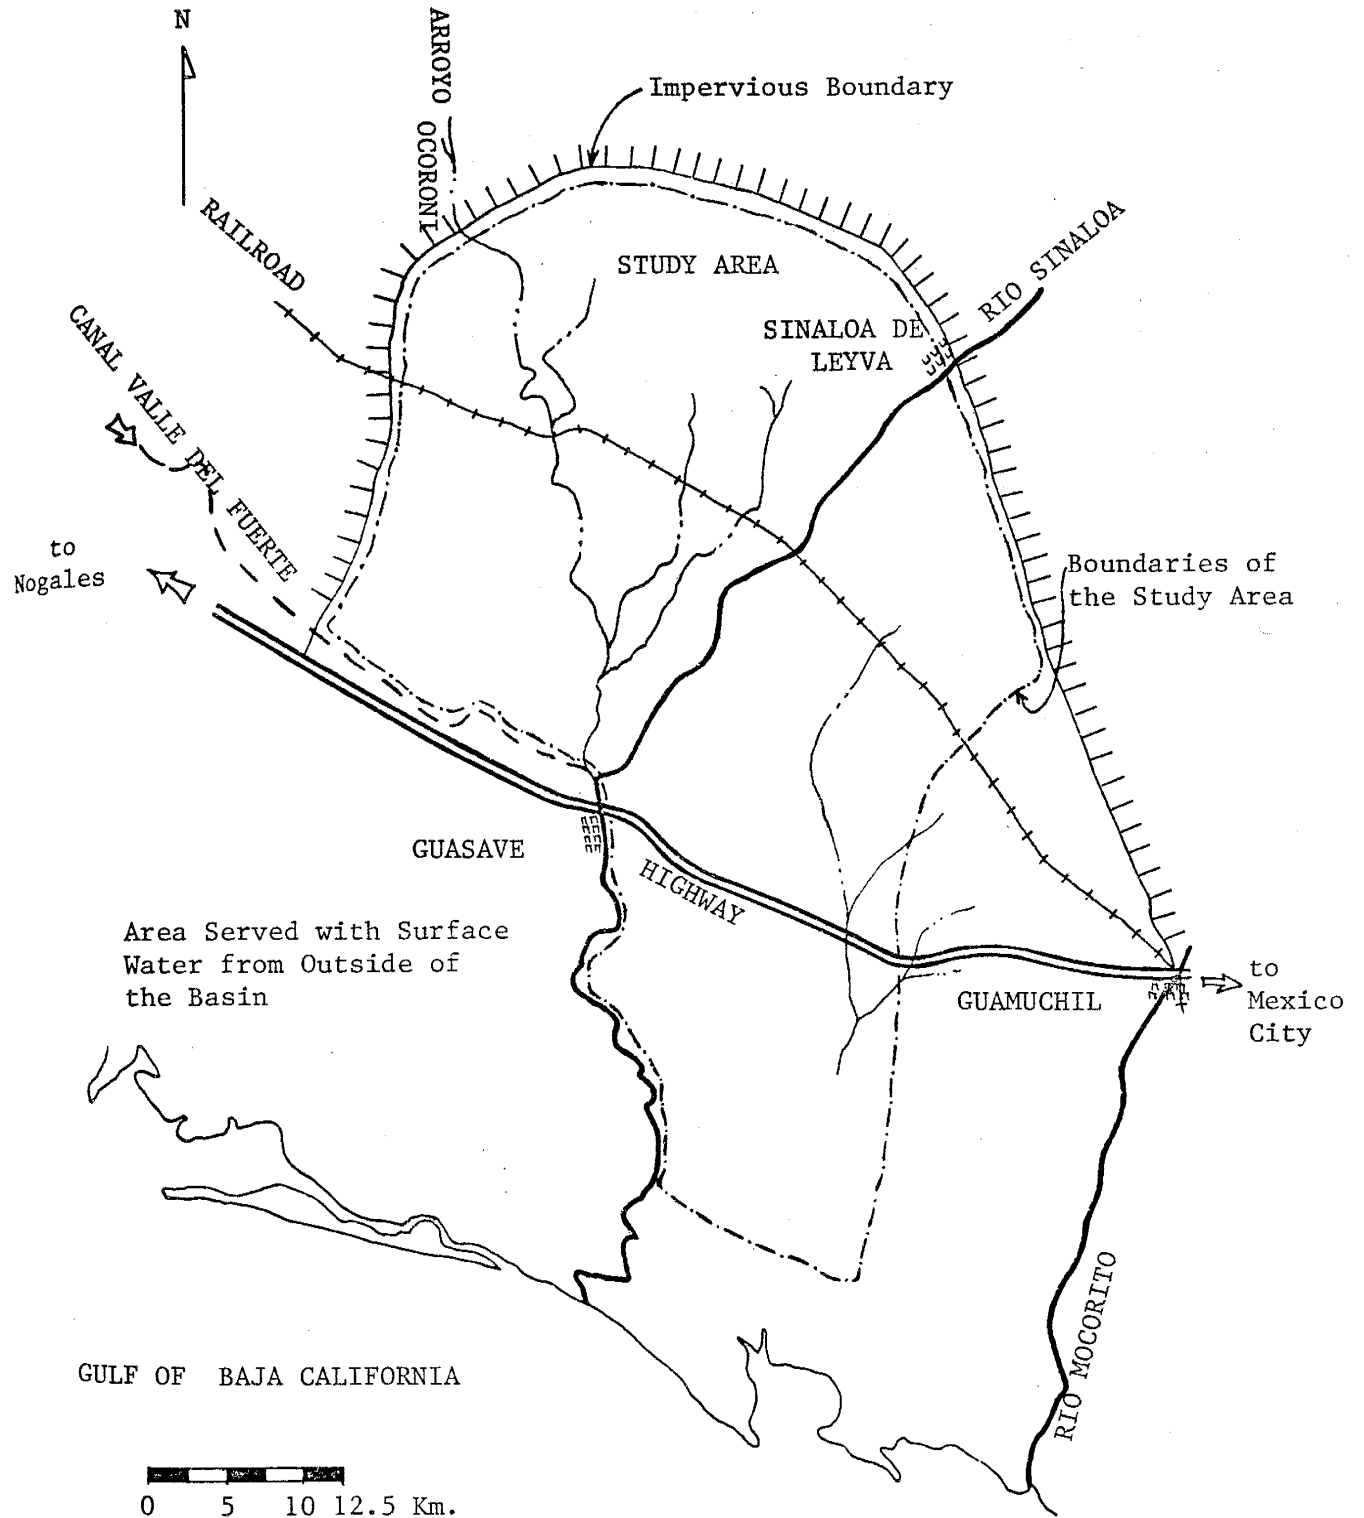 N
ARROYO OCORONI
Impervious Boundary
RAILROAD
RIO SINALOA
STUDY AREA
CANAL VALLE DEL FUERTE
SINALOA DE
LEYVA
to
Nogales
Boundaries of
the Study Area
GUASAVE
HIGHWAY
Area Served with Surface
Water from Outside of
the Basin
GUAMUCHIL
to
Mexico
City
RIO MOCORITO
GULF OF BAJA CALIFORNIA
0 5 10 12.5 Km.